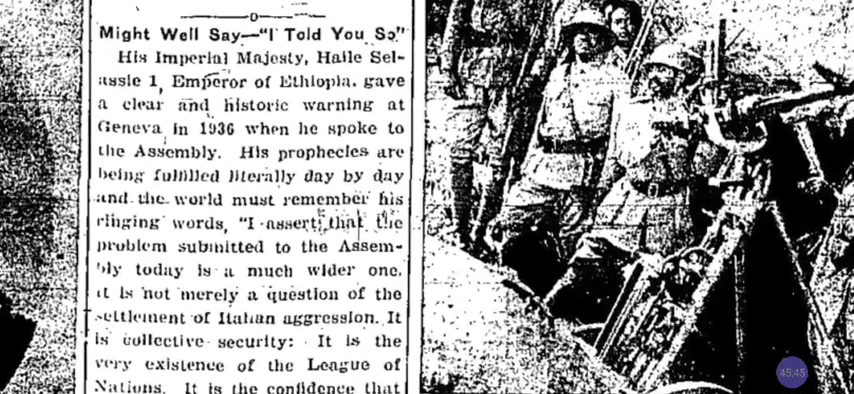 Might Well Say—"I Told You So"
His Imperial Majesty, Haile Sel-
assie 1, Emperor of Ethiopia. gave
a clear and historic warning at
Geneva in 1936 when he spoke to
the Assembly. His prophecies are
being fulfilled literally day by day
and the world must remember his
ringing words, "I assert that the
problem submitted to the Assem-
bly today is a much wider one.
it is not merely a question of the
settlement of Italian aggression. It
is collective security: It is the
very existence of the League of
Nations. It is the confidence that
45:45